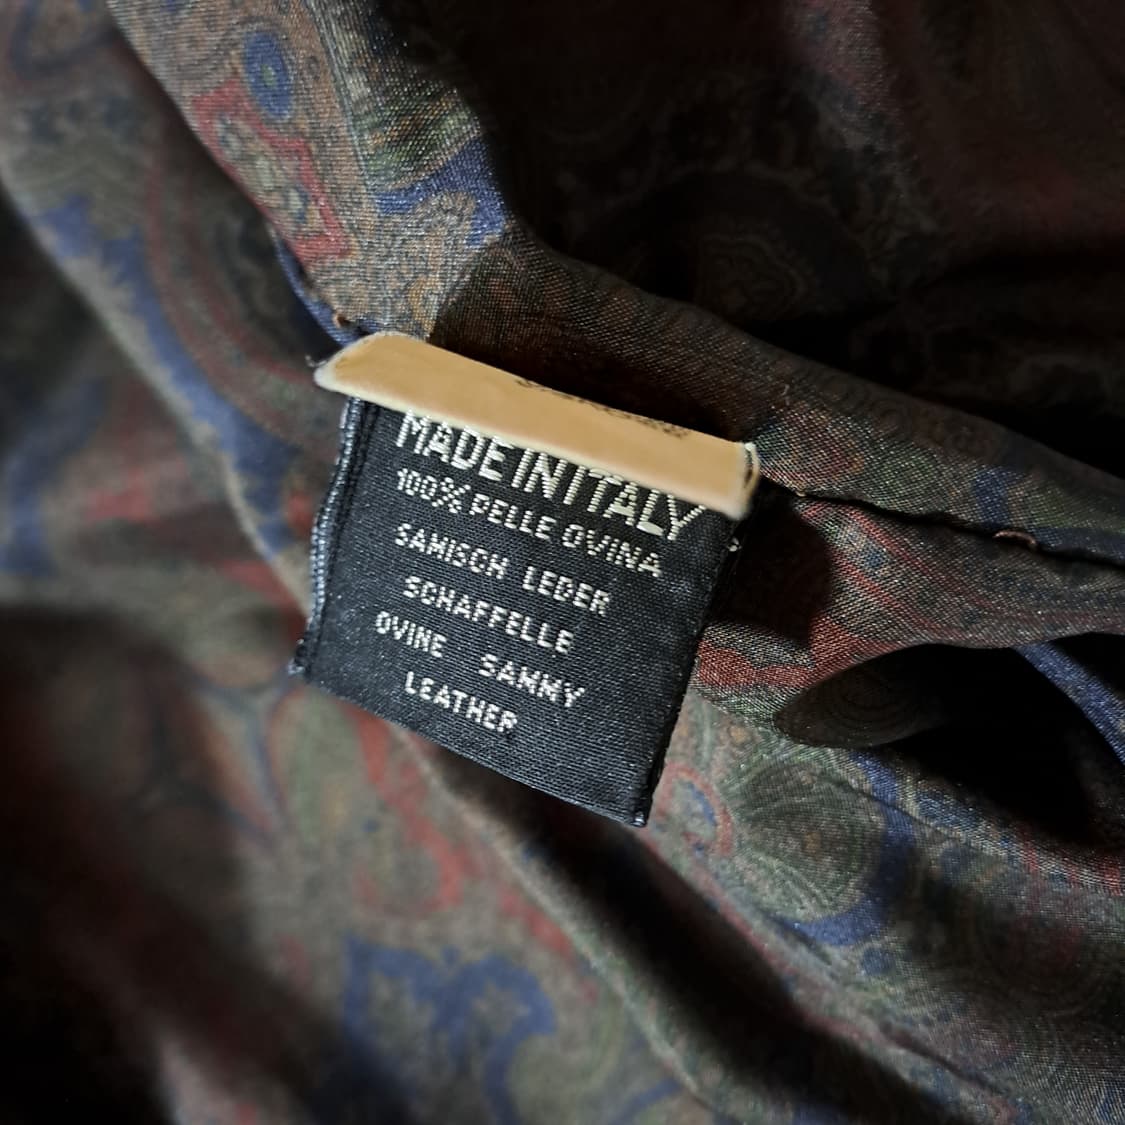 MADE IN ITALY
100% PELLE OVINA
SAMISCH LEDER
SCHAFFELLE
OVINE SAMMY
LEATHER